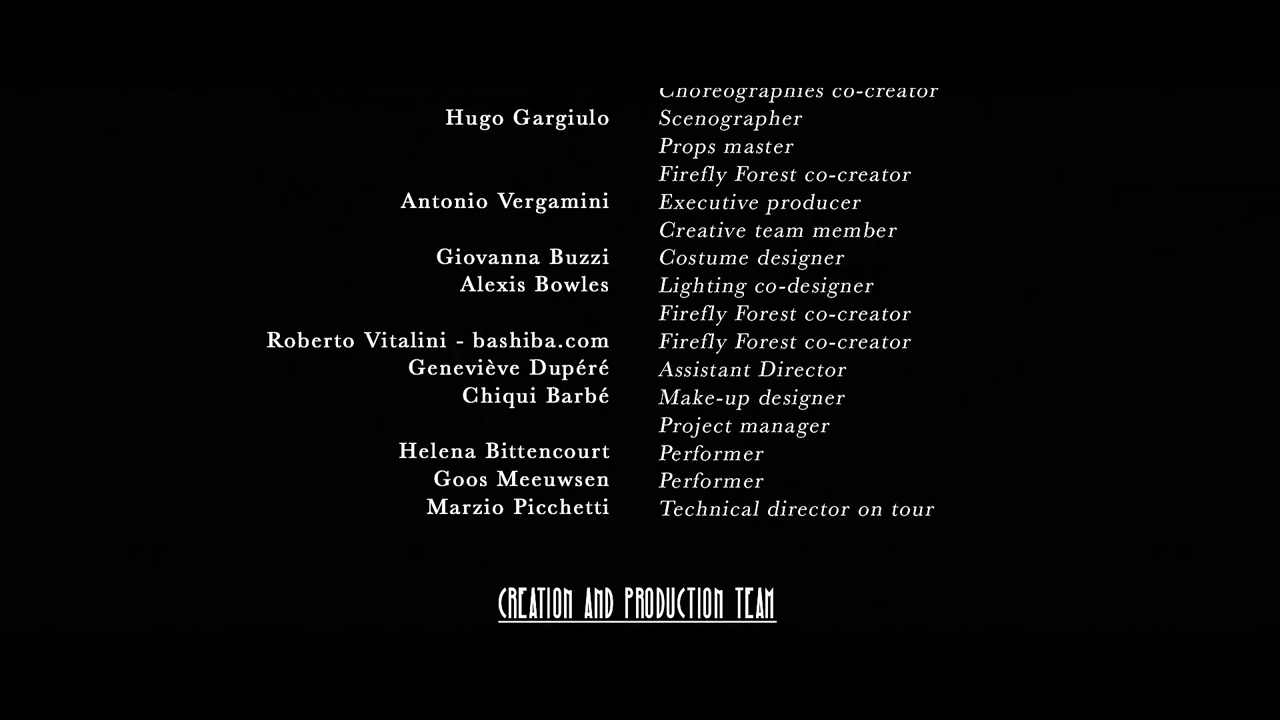 Choreographies co-creator
Hugo Gargiulo Scenographer
Props master
Firefly Forest co-creator
Antonio Vergamini Executive producer
Creative team member
Giovanna Buzzi Costume designer
Alexis Bowles Lighting co-designer
Firefly Forest co-creator
Roberto Vitalini - bashiba.com Firefly Forest co-creator
Geneviève Dupéré Assistant Director
Chiqui Barbé Make-up designer
Project manager
Helena Bittencourt Performer
Goos Meeuwsen Performer
Marzio Picchetti Technical director on tour
CREATION AND PRODUCTION TEAM